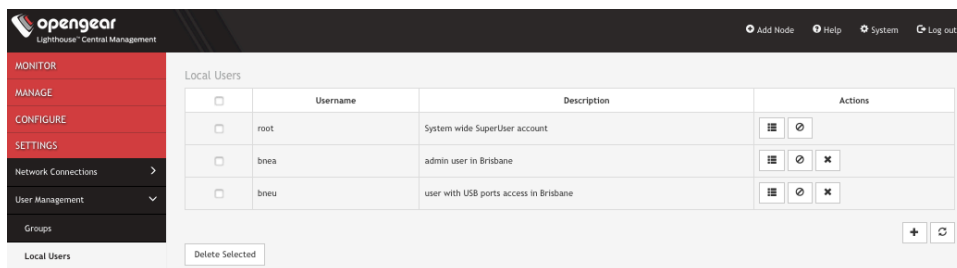 opengear
Lighthouse™ Central Management
Add Node Help System Log out
MONITOR
MANAGE
CONFIGURE
SETTINGS
Network Connections
User Management
Groups
Local Users
Local Users
Username Description Actions
root System wide SuperUser account
bnea admin user in Brisbane
bneu user with USB ports access in Brisbane
Delete Selected